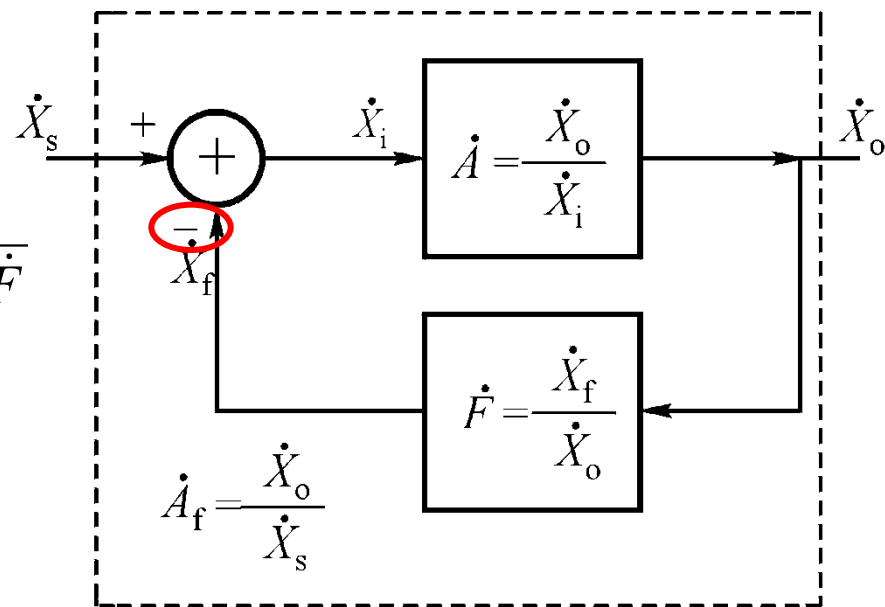 Ẋs + Ẋi Ȧ = Ẋo / Ẋi Ẋo
+
−
Ẋf
Ḟ
Ḟ = Ẋf / Ẋo
Ȧf = Ẋo / Ẋs